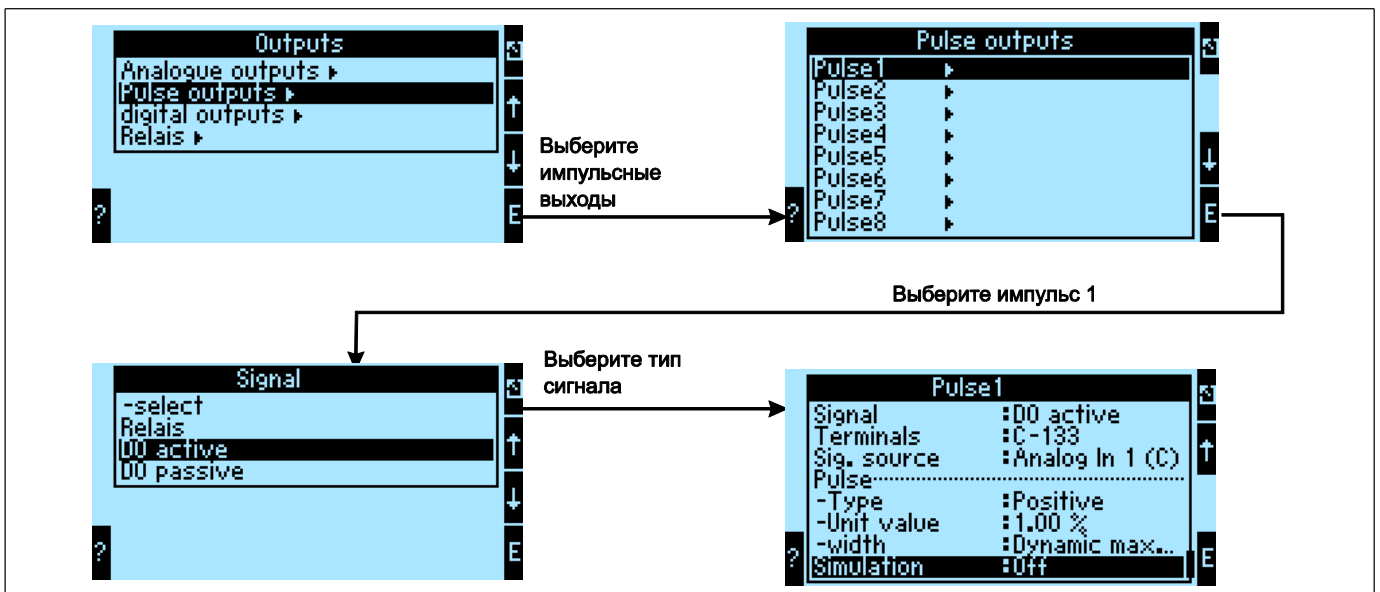 Outputs
Analogue outputs ▸
Pulse outputs ▸
digital outputs ▸
Relais ▸
?
↑
↓
E
Выберите
импульсные
выходы
Pulse outputs
Pulse1 ▸
Pulse2 ▸
Pulse3 ▸
Pulse4 ▸
Pulse5 ▸
Pulse6 ▸
Pulse7 ▸
Pulse8 ▸
?
↓
E
Выберите импульс 1
Signal
-select
Relais
DO active
DO passive
?
↑
↓
E
Выберите тип
сигнала
Pulse1
Signal :DO active
Terminals :C-133
Sig. source :Analog In 1 (C)
Pulse
-Type :Positive
-Unit value :1.00 %
-width :Dynamic max...
Simulation :Off
?
↑
E